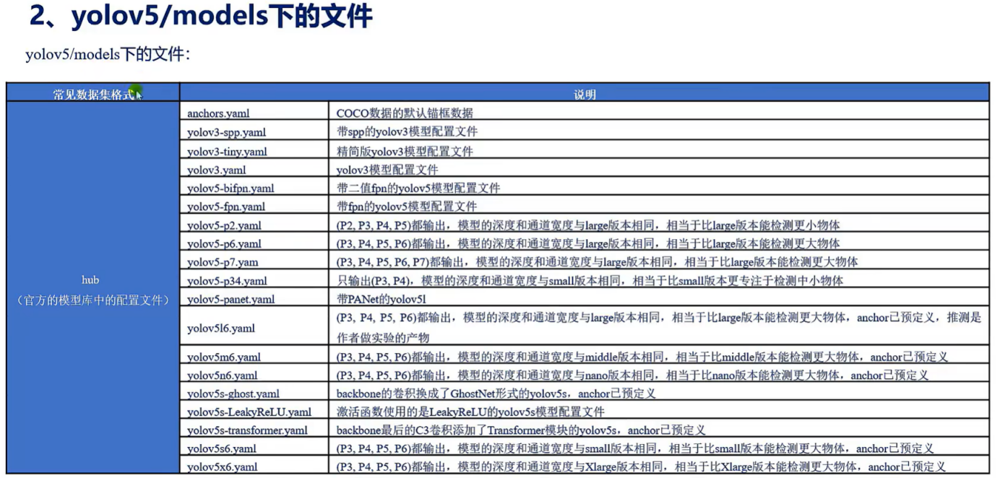 2、yolov5/models下的文件
yolov5/models下的文件：
常见数据集格式 说明
hub
（官方的模型库中的配置文件）
anchors.yaml COCO数据的默认锚框数据
yolov3-spp.yaml 带spp的yolov3模型配置文件
yolov3-tiny.yaml 精简版yolov3模型配置文件
yolov3.yaml yolov3模型配置文件
yolov5-bifpn.yaml 带二值fpn的yolov5模型配置文件
yolov5-fpn.yaml 带fpn的yolov5模型配置文件
yolov5-p2.yaml (P2, P3, P4, P5)都输出，模型的深度和通道宽度与large版本相同，相当于比large版本能检测更小物体
yolov5-p6.yaml (P3, P4, P5, P6)都输出，模型的深度和通道宽度与large版本相同，相当于比large版本能检测更大物体
yolov5-p7.yam (P3, P4, P5, P6, P7)都输出，模型的深度和通道宽度与large版本相同，相当于比large版本能检测更大物体
yolov5-p34.yaml 只输出(P3, P4)，模型的深度和通道宽度与small版本相同，相当于比small版本更专注于检测中小物体
yolov5-panet.yaml 带PANet的yolov5l
yolov5l6.yaml (P3, P4, P5, P6)都输出，模型的深度和通道宽度与large版本相同，相当于比large版本能检测更大物体，anchor已预定义，推测是
作者做实验的产物
yolov5m6.yaml (P3, P4, P5, P6)都输出，模型的深度和通道宽度与middle版本相同，相当于比middle版本能检测更大物体，anchor已预定义
yolov5n6.yaml (P3, P4, P5, P6)都输出，模型的深度和通道宽度与nano版本相同，相当于比nano版本能检测更大物体，anchor已预定义
yolov5s-ghost.yaml backbone的卷积换成了GhostNet形式的yolov5s，anchor已预定义
yolov5s-LeakyReLU.yaml 激活函数使用的是LeakyReLU的yolov5s模型配置文件
yolov5s-transformer.yaml backbone最后的C3卷积添加了Transformer模块的yolov5s，anchor已预定义
yolov5s6.yaml (P3, P4, P5, P6)都输出，模型的深度和通道宽度与small版本相同，相当于比small版本能检测更大物体，anchor已预定义
yolov5x6.yaml (P3, P4, P5, P6)都输出，模型的深度和通道宽度与Xlarge版本相同，相当于比Xlarge版本能检测更大物体，anchor已预定义